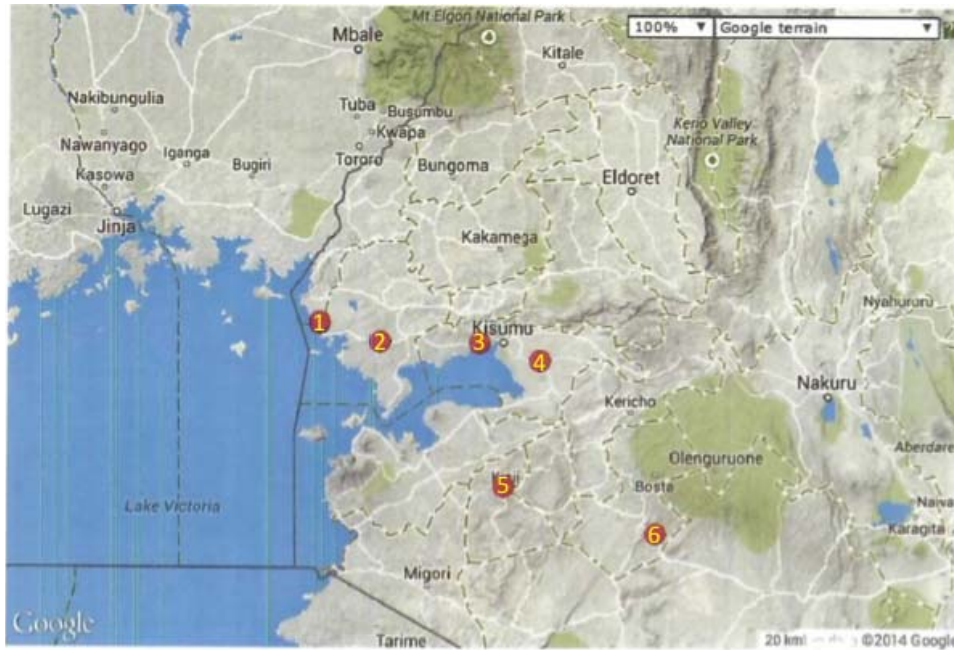 Mt Elgon National Park
100% Google terrain
Mbale
Kitale
Nakibungulia
Tuba
Busumbu
Kwapa
Kerio Valley
National Park
Nawanyago
Iganga
Bugiri
Tororo
Bungoma
Kasowa
Eldoret
Lugazi
Jinja
Kakamega
Nyahururu
1
2
3
Kisumu
4
Nakuru
Kericho
Olenguruone
Aberdare
5
Bosta
Lake Victoria
Naiva
6
Karagita
Migori
Google
Tarime
20 km
©2014 Google